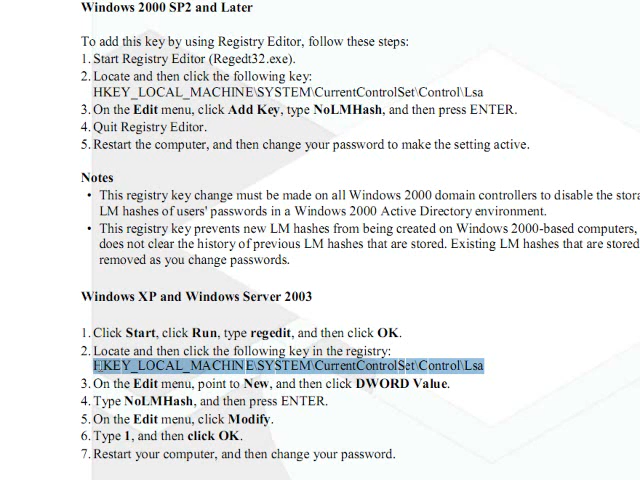 Windows 2000 SP2 and Later
To add this key by using Registry Editor, follow these steps:
1. Start Registry Editor (Regedt32.exe).
2. Locate and then click the following key:
HKEY_LOCAL_MACHINE\SYSTEM\CurrentControlSet\Control\Lsa
3. On the Edit menu, click Add Key, type NoLMHash, and then press ENTER.
4. Quit Registry Editor.
5. Restart the computer, and then change your password to make the setting active.
Notes
• This registry key change must be made on all Windows 2000 domain controllers to disable the stora
LM hashes of users' passwords in a Windows 2000 Active Directory environment.
• This registry key prevents new LM hashes from being created on Windows 2000-based computers,
does not clear the history of previous LM hashes that are stored. Existing LM hashes that are stored
removed as you change passwords.
Windows XP and Windows Server 2003
1. Click Start, click Run, type regedit, and then click OK.
2. Locate and then click the following key in the registry:
HKEY_LOCAL_MACHINE\SYSTEM\CurrentControlSet\Control\Lsa
3. On the Edit menu, point to New, and then click DWORD Value.
4. Type NoLMHash, and then press ENTER.
5. On the Edit menu, click Modify.
6. Type 1, and then click OK.
7. Restart your computer, and then change your password.